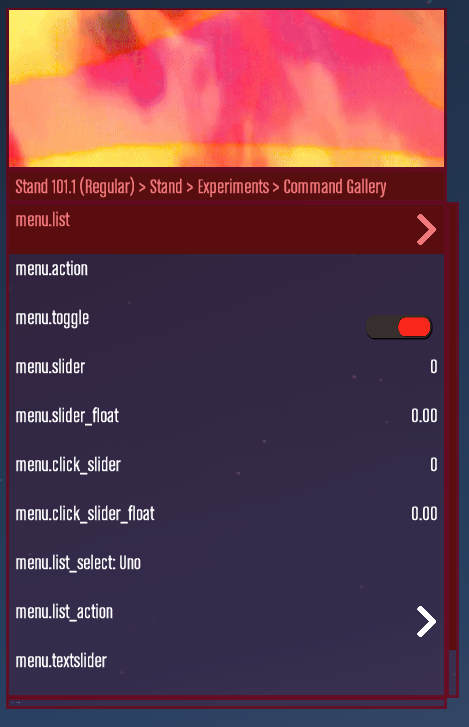 Stand 101.1 (Regular) > Stand > Experiments > Command Gallery
menu.list
menu.action
menu.toggle
menu.slider 0
menu.slider_float 0.00
menu.click_slider 0
menu.click_slider_float 0.00
menu.list_select: Uno
menu.list_action
menu.textslider